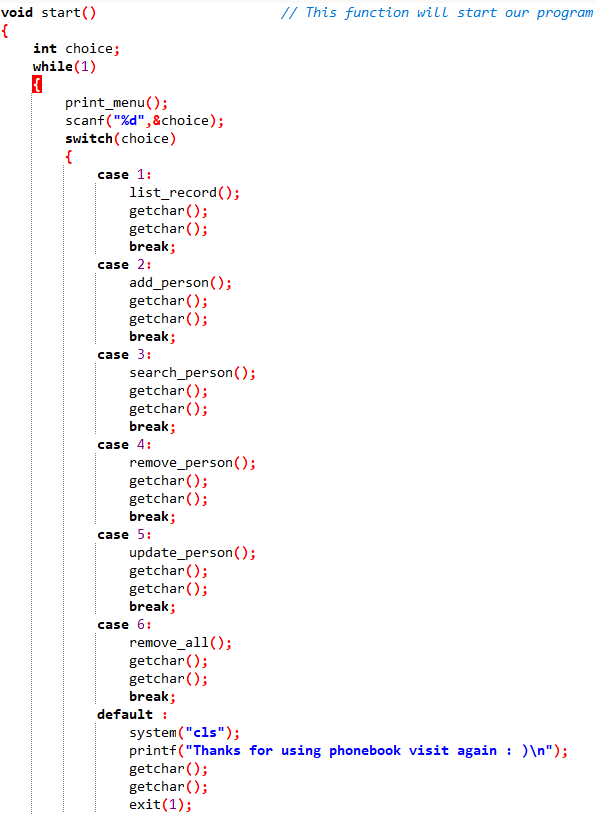 void start() // This function will start our program
{
int choice;
while(1)
{
print_menu();
scanf("%d",&choice);
switch(choice)
{
case 1:
list_record();
getchar();
getchar();
break;
case 2:
add_person();
getchar();
getchar();
break;
case 3:
search_person();
getchar();
getchar();
break;
case 4:
remove_person();
getchar();
getchar();
break;
case 5:
update_person();
getchar();
getchar();
break;
case 6:
remove_all();
getchar();
getchar();
break;
default :
system("cls");
printf("Thanks for using phonebook visit again : )\n");
getchar();
getchar();
exit(1);